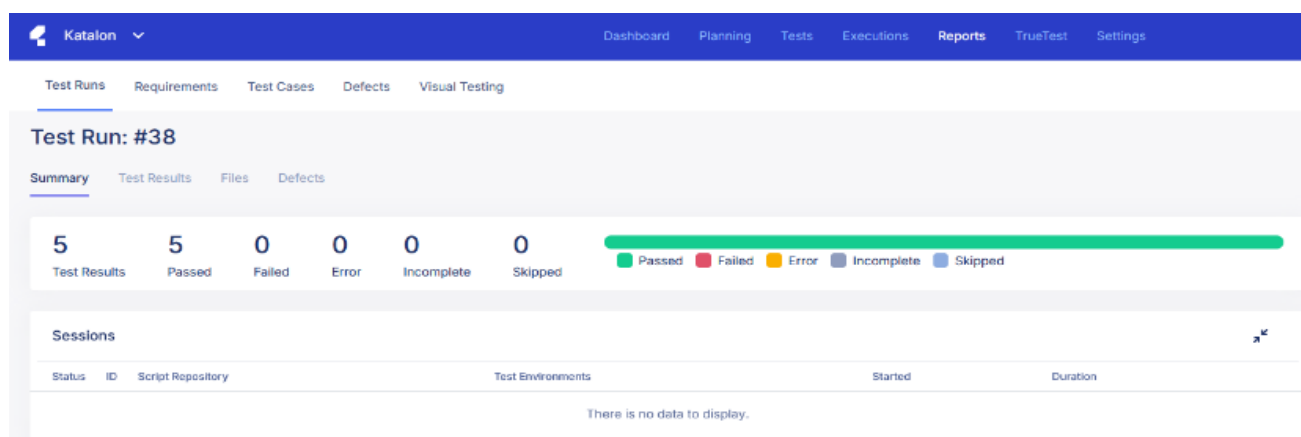 Katalon Dashboard Planning Tests Executions Reports TrueTest Settings
Test Runs Requirements Test Cases Defects Visual Testing
Test Run: #38
Summary Test Results Files Defects
5 5 0 0 0 0
Test Results Passed Failed Error Incomplete Skipped
Passed Failed Error Incomplete Skipped
Sessions
Status ID Script Repository Test Environments Started Duration
There is no data to display.